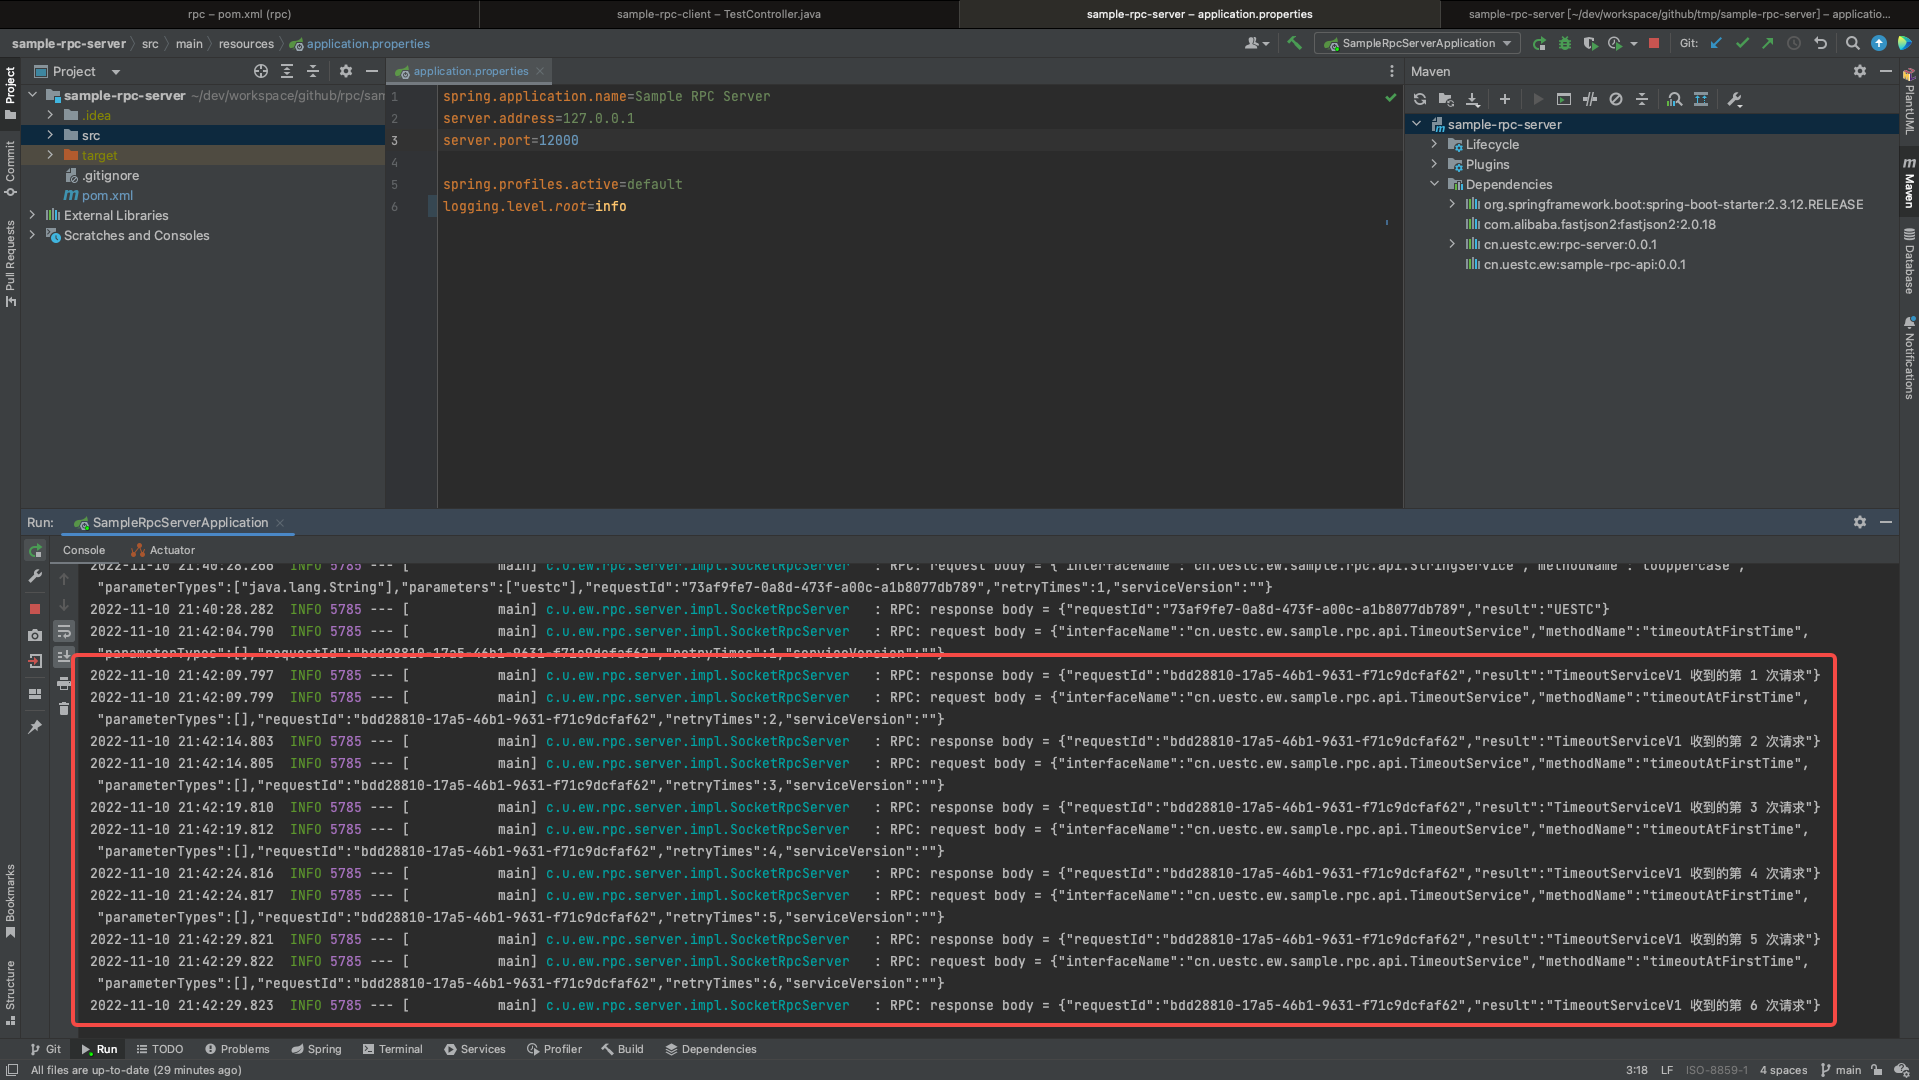 rpc – pom.xml (rpc)
sample-rpc-client – TestController.java
sample-rpc-server – application.properties
sample-rpc-server [~/dev/workspace/github/tmp/sample-rpc-server] – applicatio...
sample-rpc-server src main resources application.properties
SampleRpcServerApplication
Git:
Project
application.properties
Maven
sample-rpc-server ~/dev/workspace/github/rpc/sam
.idea
src
target
.gitignore
pom.xml
External Libraries
Scratches and Consoles
Project
Commit
Pull Requests
Bookmarks
Structure
1 spring.application.name=Sample RPC Server
2 server.address=127.0.0.1
3 server.port=12000
4
5 spring.profiles.active=default
6 logging.level.root=info
sample-rpc-server
Lifecycle
Plugins
Dependencies
org.springframework.boot:spring-boot-starter:2.3.12.RELEASE
com.alibaba.fastjson2:fastjson2:2.0.18
cn.uestc.ew:rpc-server:0.0.1
cn.uestc.ew:sample-rpc-api:0.0.1
PlantUML
Maven
Database
Notifications
Run: SampleRpcServerApplication
Console Actuator
2022-11-10 21:40:28.266 INFO 5785 --- [ main] c.u.ew.rpc.server.impl.SocketRpcServer : RPC: request body = {"interfaceName":"cn.uestc.ew.sample.rpc.api.StringService","methodName":"toUppercase",
"parameterTypes":["java.lang.String"],"parameters":["uestc"],"requestId":"73af9fe7-0a8d-473f-a00c-a1b8077db789","retryTimes":1,"serviceVersion":""}
2022-11-10 21:40:28.282 INFO 5785 --- [ main] c.u.ew.rpc.server.impl.SocketRpcServer : RPC: response body = {"requestId":"73af9fe7-0a8d-473f-a00c-a1b8077db789","result":"UESTC"}
2022-11-10 21:42:04.790 INFO 5785 --- [ main] c.u.ew.rpc.server.impl.SocketRpcServer : RPC: request body = {"interfaceName":"cn.uestc.ew.sample.rpc.api.TimeoutService","methodName":"timeoutAtFirstTime",
"parameterTypes":[],"requestId":"bdd28810-17a5-46b1-9631-f71c9dcfaf62","retryTimes":1,"serviceVersion":""}
2022-11-10 21:42:09.797 INFO 5785 --- [ main] c.u.ew.rpc.server.impl.SocketRpcServer : RPC: response body = {"requestId":"bdd28810-17a5-46b1-9631-f71c9dcfaf62","result":"TimeoutServiceV1 收到的第 1 次请求"}
2022-11-10 21:42:09.799 INFO 5785 --- [ main] c.u.ew.rpc.server.impl.SocketRpcServer : RPC: request body = {"interfaceName":"cn.uestc.ew.sample.rpc.api.TimeoutService","methodName":"timeoutAtFirstTime",
"parameterTypes":[],"requestId":"bdd28810-17a5-46b1-9631-f71c9dcfaf62","retryTimes":2,"serviceVersion":""}
2022-11-10 21:42:14.803 INFO 5785 --- [ main] c.u.ew.rpc.server.impl.SocketRpcServer : RPC: response body = {"requestId":"bdd28810-17a5-46b1-9631-f71c9dcfaf62","result":"TimeoutServiceV1 收到的第 2 次请求"}
2022-11-10 21:42:14.805 INFO 5785 --- [ main] c.u.ew.rpc.server.impl.SocketRpcServer : RPC: request body = {"interfaceName":"cn.uestc.ew.sample.rpc.api.TimeoutService","methodName":"timeoutAtFirstTime",
"parameterTypes":[],"requestId":"bdd28810-17a5-46b1-9631-f71c9dcfaf62","retryTimes":3,"serviceVersion":""}
2022-11-10 21:42:19.810 INFO 5785 --- [ main] c.u.ew.rpc.server.impl.SocketRpcServer : RPC: response body = {"requestId":"bdd28810-17a5-46b1-9631-f71c9dcfaf62","result":"TimeoutServiceV1 收到的第 3 次请求"}
2022-11-10 21:42:19.812 INFO 5785 --- [ main] c.u.ew.rpc.server.impl.SocketRpcServer : RPC: request body = {"interfaceName":"cn.uestc.ew.sample.rpc.api.TimeoutService","methodName":"timeoutAtFirstTime",
"parameterTypes":[],"requestId":"bdd28810-17a5-46b1-9631-f71c9dcfaf62","retryTimes":4,"serviceVersion":""}
2022-11-10 21:42:24.816 INFO 5785 --- [ main] c.u.ew.rpc.server.impl.SocketRpcServer : RPC: response body = {"requestId":"bdd28810-17a5-46b1-9631-f71c9dcfaf62","result":"TimeoutServiceV1 收到的第 4 次请求"}
2022-11-10 21:42:24.817 INFO 5785 --- [ main] c.u.ew.rpc.server.impl.SocketRpcServer : RPC: request body = {"interfaceName":"cn.uestc.ew.sample.rpc.api.TimeoutService","methodName":"timeoutAtFirstTime",
"parameterTypes":[],"requestId":"bdd28810-17a5-46b1-9631-f71c9dcfaf62","retryTimes":5,"serviceVersion":""}
2022-11-10 21:42:29.821 INFO 5785 --- [ main] c.u.ew.rpc.server.impl.SocketRpcServer : RPC: response body = {"requestId":"bdd28810-17a5-46b1-9631-f71c9dcfaf62","result":"TimeoutServiceV1 收到的第 5 次请求"}
2022-11-10 21:42:29.822 INFO 5785 --- [ main] c.u.ew.rpc.server.impl.SocketRpcServer : RPC: request body = {"interfaceName":"cn.uestc.ew.sample.rpc.api.TimeoutService","methodName":"timeoutAtFirstTime",
"parameterTypes":[],"requestId":"bdd28810-17a5-46b1-9631-f71c9dcfaf62","retryTimes":6,"serviceVersion":""}
2022-11-10 21:42:29.823 INFO 5785 --- [ main] c.u.ew.rpc.server.impl.SocketRpcServer : RPC: response body = {"requestId":"bdd28810-17a5-46b1-9631-f71c9dcfaf62","result":"TimeoutServiceV1 收到的第 6 次请求"}
Git Run TODO Problems Spring Terminal Services Profiler Build Dependencies
All files are up-to-date (29 minutes ago)
3:18 LF ISO-8859-1 4 spaces main